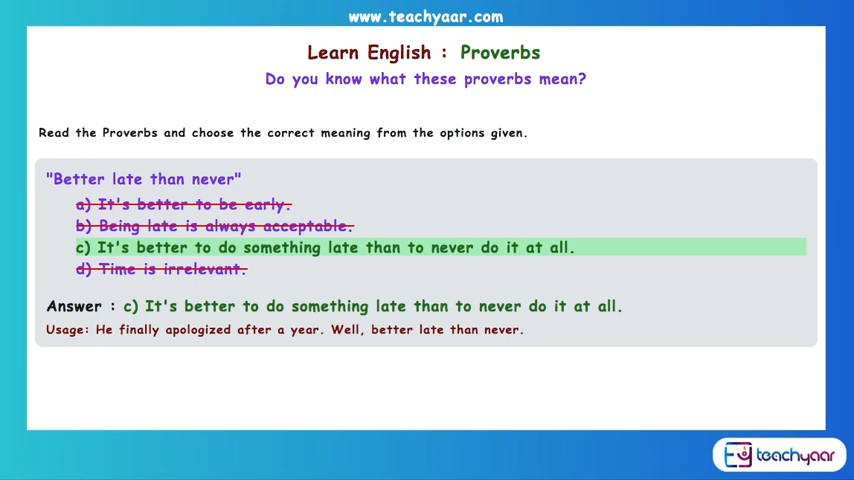 www.teachyaar.com
Learn English : Proverbs
Do you know what these proverbs mean?
Read the Proverbs and choose the correct meaning from the options given.
"Better late than never"
a) It's better to be early.
b) Being late is always acceptable.
c) It's better to do something late than to never do it at all.
d) Time is irrelevant.
Answer : c) It's better to do something late than to never do it at all.
Usage: He finally apologized after a year. Well, better late than never.
teachyaar